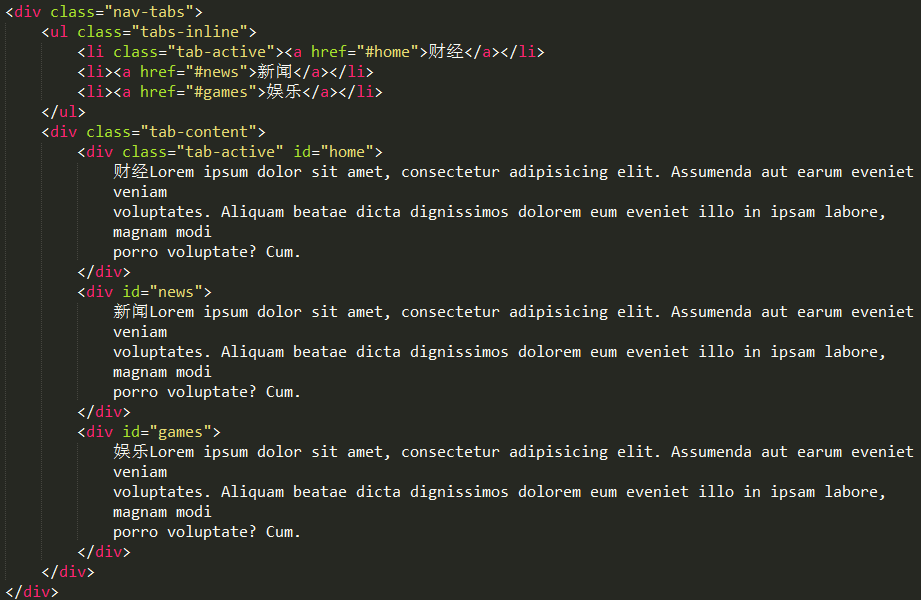 <div class="nav-tabs">
<ul class="tabs-inline">
<li class="tab-active"><a href="#home">财经</a></li>
<li><a href="#news">新闻</a></li>
<li><a href="#games">娱乐</a></li>
</ul>
<div class="tab-content">
<div class="tab-active" id="home">
财经Lorem ipsum dolor sit amet, consectetur adipisicing elit. Assumenda aut earum eveniet
veniam
voluptates. Aliquam beatae dicta dignissimos dolorem eum eveniet illo in ipsam labore,
magnam modi
porro voluptate? Cum.
</div>
<div id="news">
新闻Lorem ipsum dolor sit amet, consectetur adipisicing elit. Assumenda aut earum eveniet
veniam
voluptates. Aliquam beatae dicta dignissimos dolorem eum eveniet illo in ipsam labore,
magnam modi
porro voluptate? Cum.
</div>
<div id="games">
娱乐Lorem ipsum dolor sit amet, consectetur adipisicing elit. Assumenda aut earum eveniet
veniam
voluptates. Aliquam beatae dicta dignissimos dolorem eum eveniet illo in ipsam labore,
magnam modi
porro voluptate? Cum.
</div>
</div>
</div>